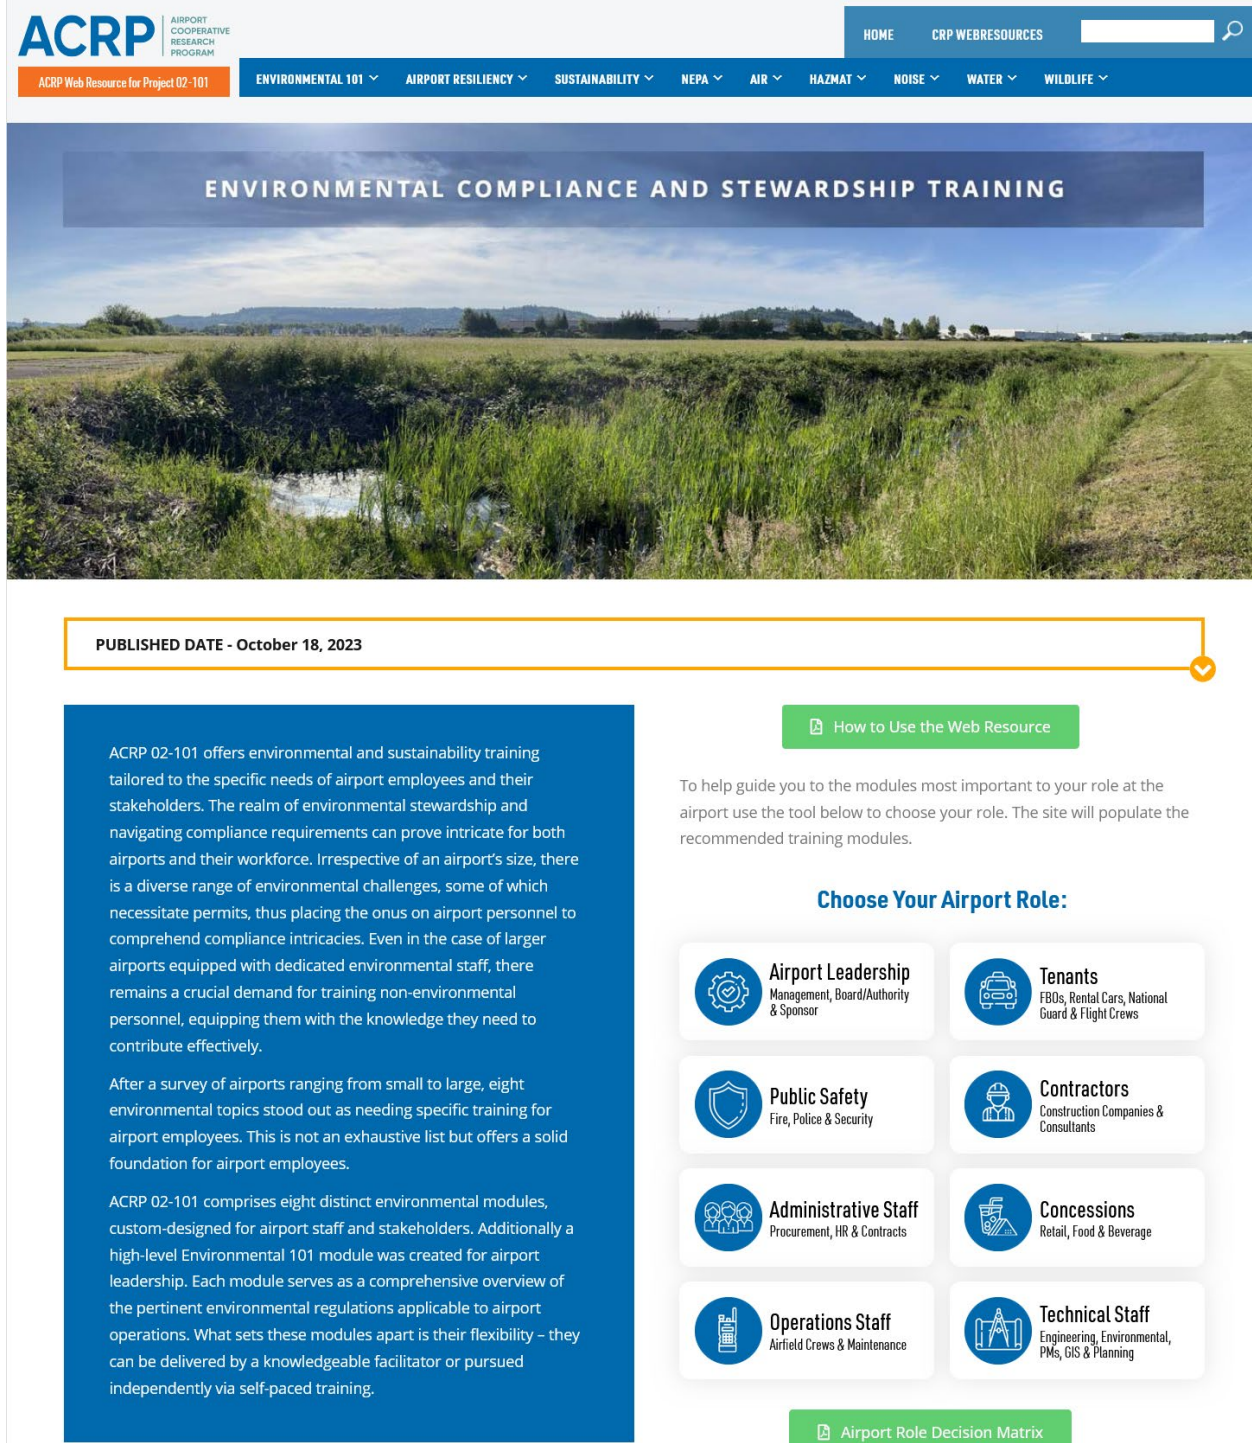 ACRP
AIRPORT
COOPERATIVE
RESEARCH
PROGRAM
HOME
CRP WEBRESOURCES
ACRP Web Resource for Project 02-101
ENVIRONMENTAL 101
AIRPORT RESILIENCY
SUSTAINABILITY
NEPA
AIR
HAZMAT
NOISE
WATER
WILDLIFE
ENVIRONMENTAL COMPLIANCE AND STEWARDSHIP TRAINING
PUBLISHED DATE - October 18, 2023
ACRP 02-101 offers environmental and sustainability training
tailored to the specific needs of airport employees and their
stakeholders. The realm of environmental stewardship and
navigating compliance requirements can prove intricate for both
airports and their workforce. Irrespective of an airport's size, there
is a diverse range of environmental challenges, some of which
necessitate permits, thus placing the onus on airport personnel to
comprehend compliance intricacies. Even in the case of larger
airports equipped with dedicated environmental staff, there
remains a crucial demand for training non-environmental
personnel, equipping them with the knowledge they need to
contribute effectively.
After a survey of airports ranging from small to large, eight
environmental topics stood out as needing specific training for
airport employees. This is not an exhaustive list but offers a solid
foundation for airport employees.
ACRP 02-101 comprises eight distinct environmental modules,
custom-designed for airport staff and stakeholders. Additionally a
high-level Environmental 101 module was created for airport
leadership. Each module serves as a comprehensive overview of
the pertinent environmental regulations applicable to airport
operations. What sets these modules apart is their flexibility – they
can be delivered by a knowledgeable facilitator or pursued
independently via self-paced training.
How to Use the Web Resource
To help guide you to the modules most important to your role at the
airport use the tool below to choose your role. The site will populate the
recommended training modules.
Choose Your Airport Role:
Airport Leadership
Management, Board/Authority
& Sponsor
Tenants
FBOs, Rental Cars, National
Guard & Flight Crews
Public Safety
Fire, Police & Security
Contractors
Construction Companies &
Consultants
Administrative Staff
Procurement, HR & Contracts
Concessions
Retail, Food & Beverage
Operations Staff
Airfield Crews & Maintenance
Technical Staff
Engineering, Environmental,
PMs, GIS & Planning
Airport Role Decision Matrix